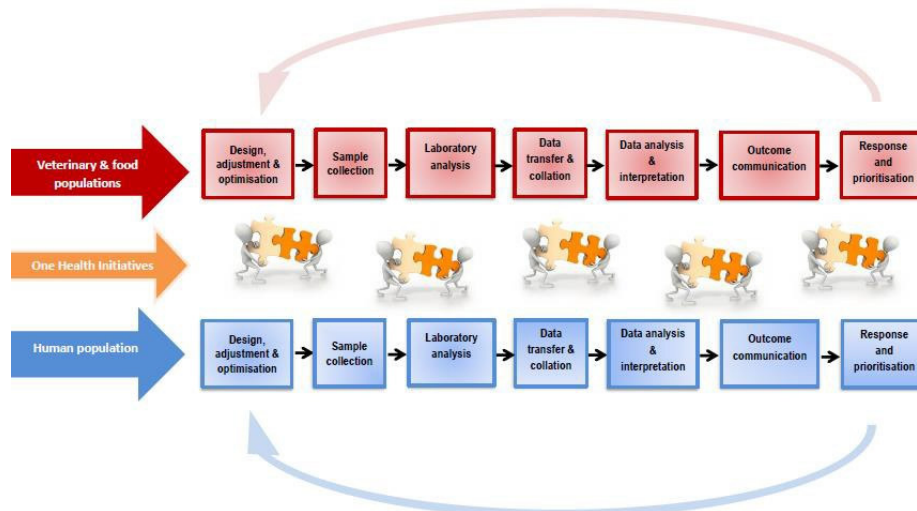 Veterinary & food
populations
Design,
adjustment &
optimisation
Sample
collection
Laboratory
analysis
Data
transfer &
collation
Data analysis
&
interpretation
Outcome
communication
Response
and
prioritisation
One Health Initiatives
Human population
Design,
adjustment &
optimisation
Sample
collection
Laboratory
analysis
Data
transfer &
collation
Data analysis
&
interpretation
Outcome
communication
Response
and
prioritisation